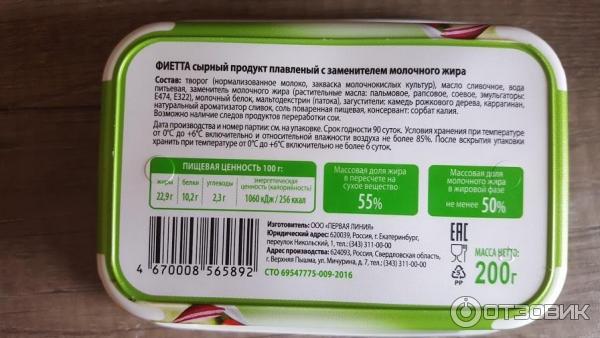 ФИЕТТА сырный продукт плавленый с заменителем молочного жира
Состав: творог (нормализованное молоко, закваска молочнокислых культур), масло сливочное, вода
питьевая, заменитель молочного жира (растительные масла: пальмовое, рапсовое, соевое, эмульгаторы:
Е474, Е322), молочный белок, мальтодекстрин (патока), загустители: камедь рожкового дерева, каррагинан,
натуральный ароматизатор сливок, соль поваренная пищевая, консервант: сорбат калия.
Возможно наличие следов продуктов переработки сои.
Дата производства и номер партии: см. на упаковке. Срок годности 90 суток. Условия хранения при температуре
от 0°С до +6°С включительно и относительной влажности воздуха не более 85%. После вскрытия упаковки
хранить при температуре от 0°С до +6°С включительно не более 6 суток.
ПИЩЕВАЯ ЦЕННОСТЬ 100 г:
жиры белки углеводы энергетическая ценность (калорийность)
22,9 г 10,2 г 2,3 г 1060 кДж / 256 ккал
Массовая доля жира
в пересчете на
сухое вещество
55%
Массовая доля
молочного жира
в жировой фазе
не менее 50%
4 670008 565892
Изготовитель: ООО «ПЕРВАЯ ЛИНИЯ»
Юридический адрес: 620039, Россия, г. Екатеринбург,
переулок Никольский, 1, тел.: (343) 311-00-00
Адрес производства: 624093, Россия, Свердловская область,
г. Верхняя Пышма, ул. Мичурина, д. 7, тел.: (343) 311-00-00
СТО 69547775-009-2016
ЕАС
5
PP
МАССА НЕТТО:
200 г
ОТЗОВИК